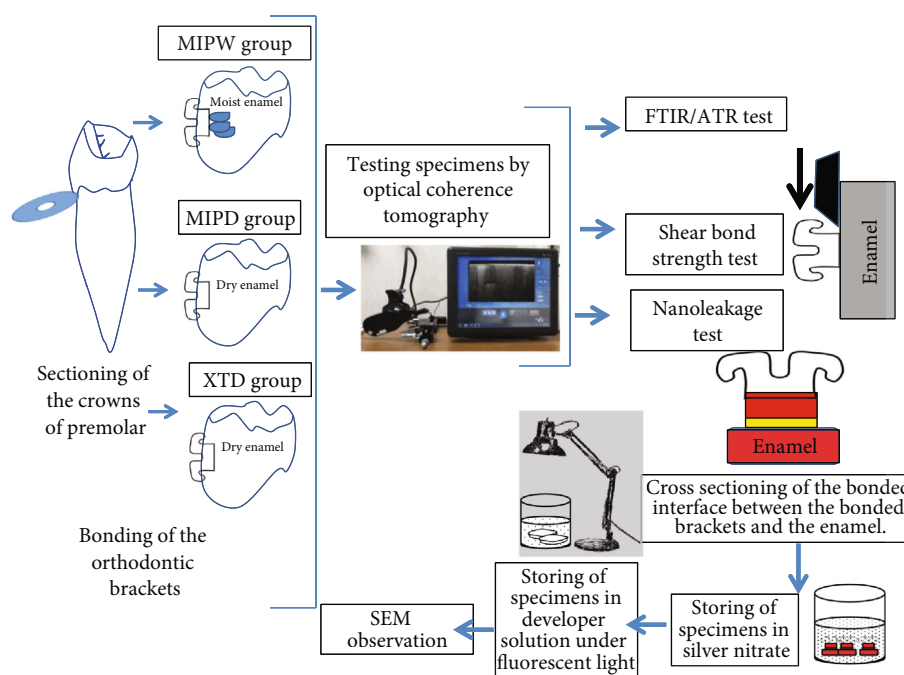 MIPW group
Moist enamel
MIPD group
Dry enamel
XTD group
Dry enamel
Sectioning of
the crowns
of premolar
Bonding of the
orthodontic
brackets
Testing specimens by
optical coherence
tomography
FTIR/ATR test
Shear bond
strength test
Nanoleakage
test
Enamel
Enamel
Cross sectioning of the bonded
interface between the bonded
brackets and the enamel.
Storing of
specimens in
silver nitrate
Storing of
specimens in
developer
solution under
fluorescent light
SEM
observation